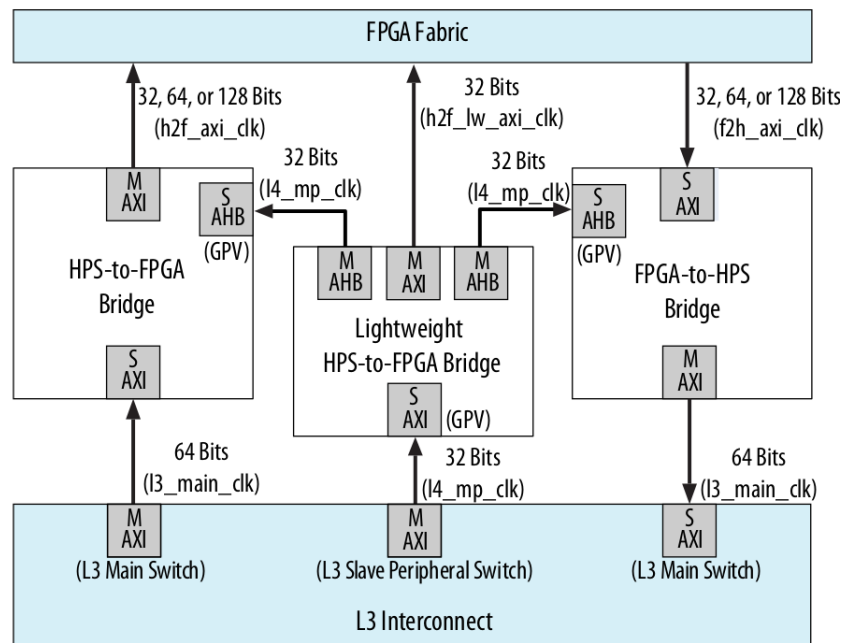 FPGA Fabric
32, 64, or 128 Bits
(h2f_axi_clk)
32 Bits
(h2f_lw_axi_clk)
32, 64, or 128 Bits
(f2h_axi_clk)
32 Bits
(l4_mp_clk)
32 Bits
(l4_mp_clk)
M
AXI
S
AHB
(GPV)
HPS-to-FPGA
Bridge
S
AXI
M
AHB
M
AXI
M
AHB
Lightweight
HPS-to-FPGA Bridge
S
AXI
(GPV)
S
AHB
(GPV)
S
AXI
FPGA-to-HPS
Bridge
M
AXI
64 Bits
(l3_main_clk)
32 Bits
(l4_mp_clk)
64 Bits
(l3_main_clk)
M
AXI
(L3 Main Switch)
M
AXI
(L3 Slave Peripheral Switch)
S
AXI
(L3 Main Switch)
L3 Interconnect